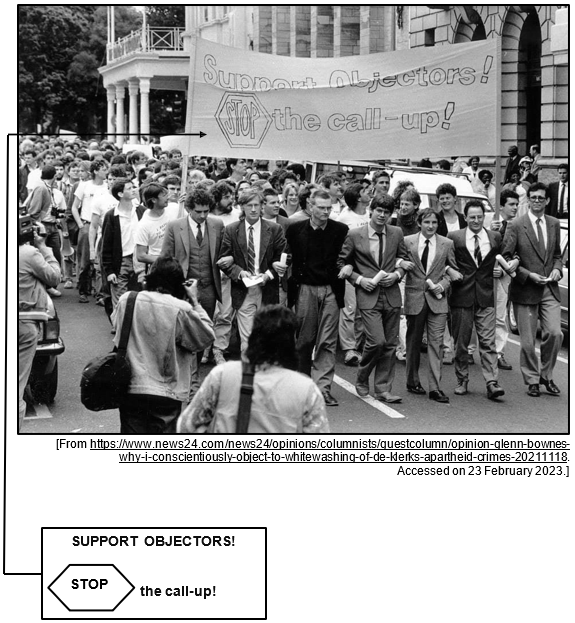 Support Objectors!
STOP the call-up!
[From https://www.news24.com/news24/opinions/columnists/guestcolumn/opinion-glenn-bownes-
why-i-conscientiously-object-to-whitewashing-of-de-klerks-apartheid-crimes-20211118.
Accessed on 23 February 2023.]
SUPPORT OBJECTORS!
STOP the call-up!